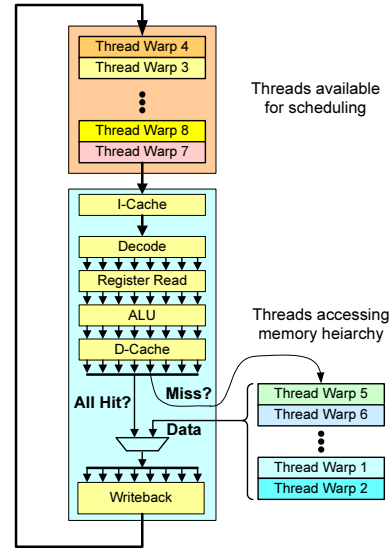 Thread Warp 4
Thread Warp 3
Thread Warp 8
Thread Warp 7
Threads available
for scheduling
I-Cache
Decode
Register Read
ALU
D-Cache
All Hit?
Miss?
Data
Writeback
Threads accessing
memory heiarchy
Thread Warp 5
Thread Warp 6
Thread Warp 1
Thread Warp 2